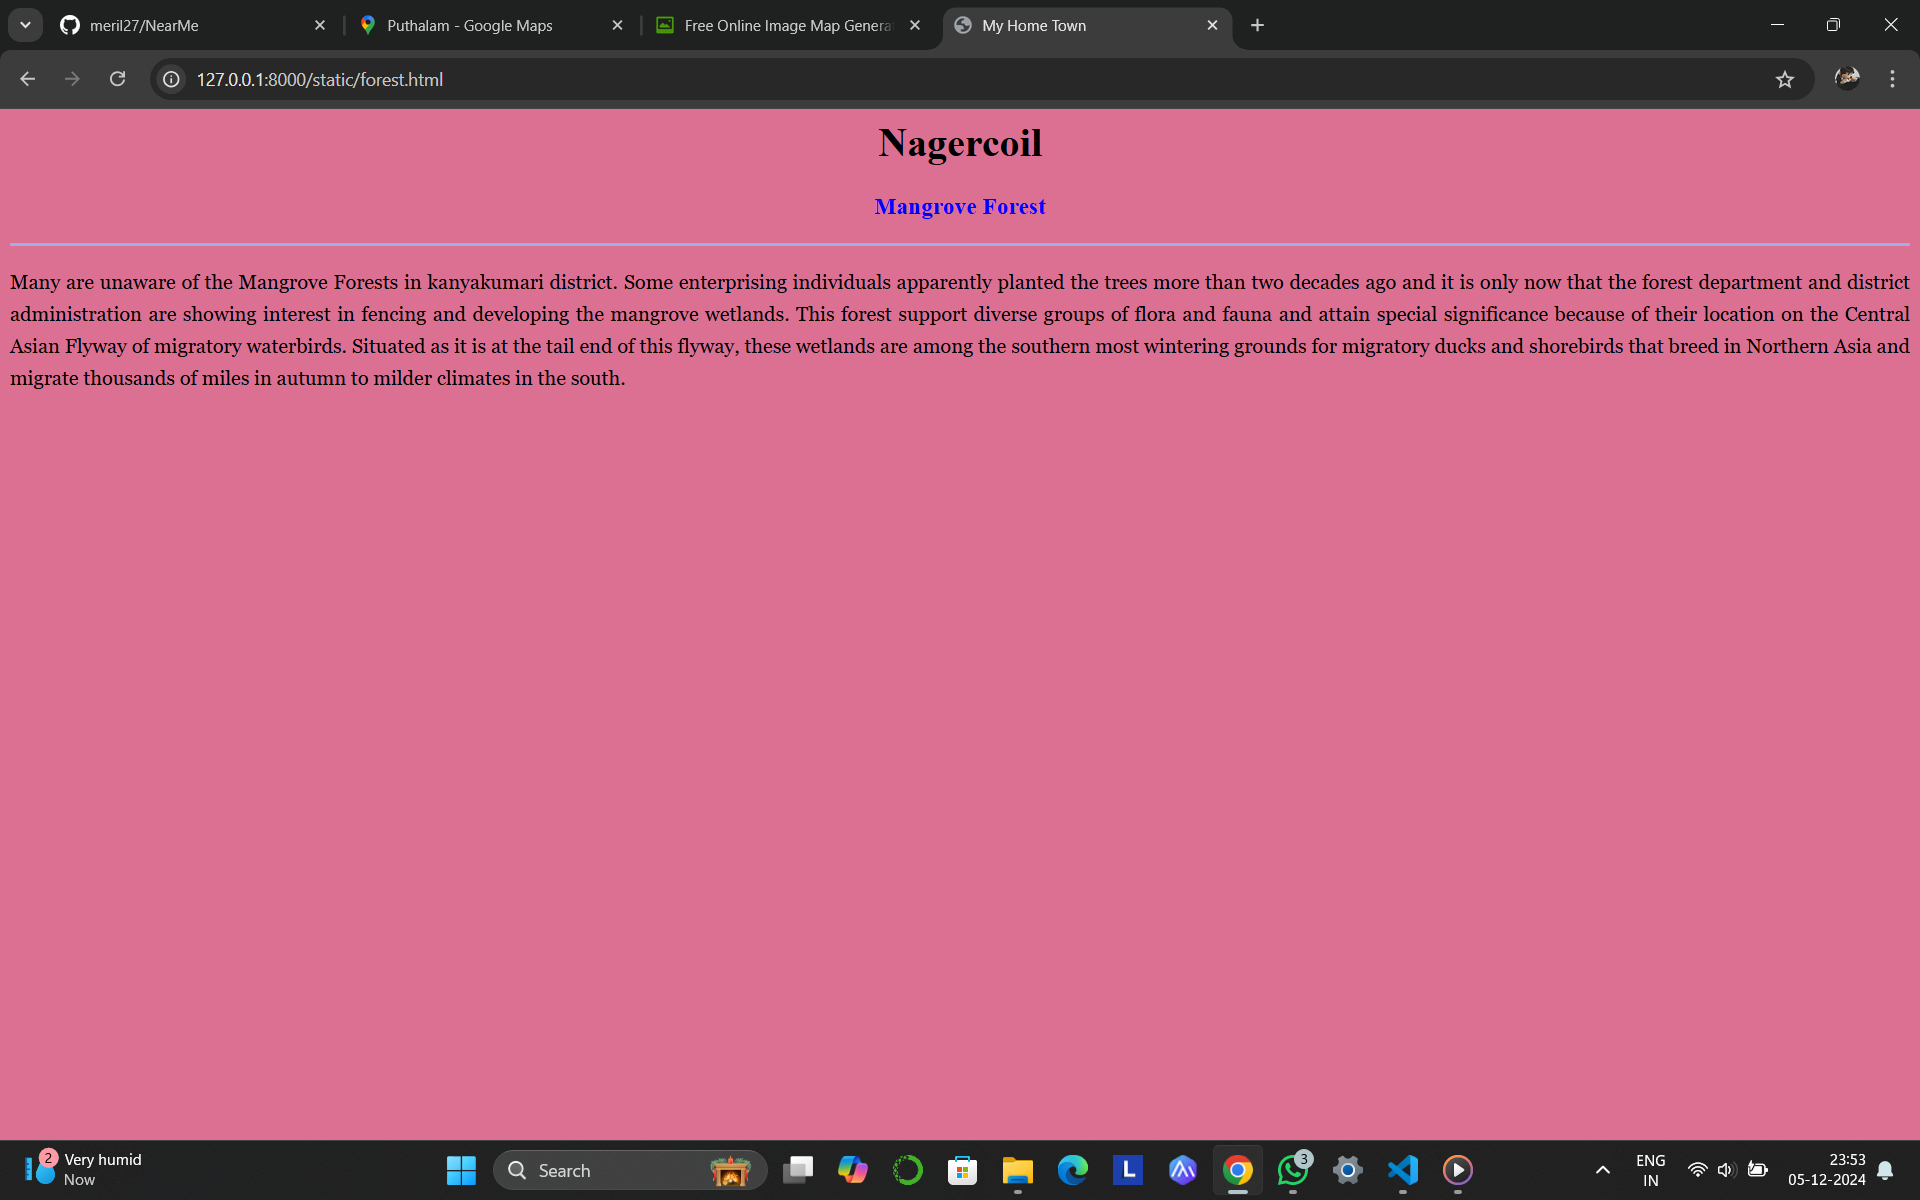 meril27/NearMe
Puthalam - Google Maps
Free Online Image Map Genera
My Home Town
127.0.0.1:8000/static/forest.html
Nagercoil
Mangrove Forest
Many are unaware of the Mangrove Forests in kanyakumari district. Some enterprising individuals apparently planted the trees more than two decades ago and it is only now that the forest department and district
administration are showing interest in fencing and developing the mangrove wetlands. This forest support diverse groups of flora and fauna and attain special significance because of their location on the Central
Asian Flyway of migratory waterbirds. Situated as it is at the tail end of this flyway, these wetlands are among the southern most wintering grounds for migratory ducks and shorebirds that breed in Northern Asia and
migrate thousands of miles in autumn to milder climates in the south.
2
Very humid
Now
Search
L
3
ENG
IN
23:53
05-12-2024